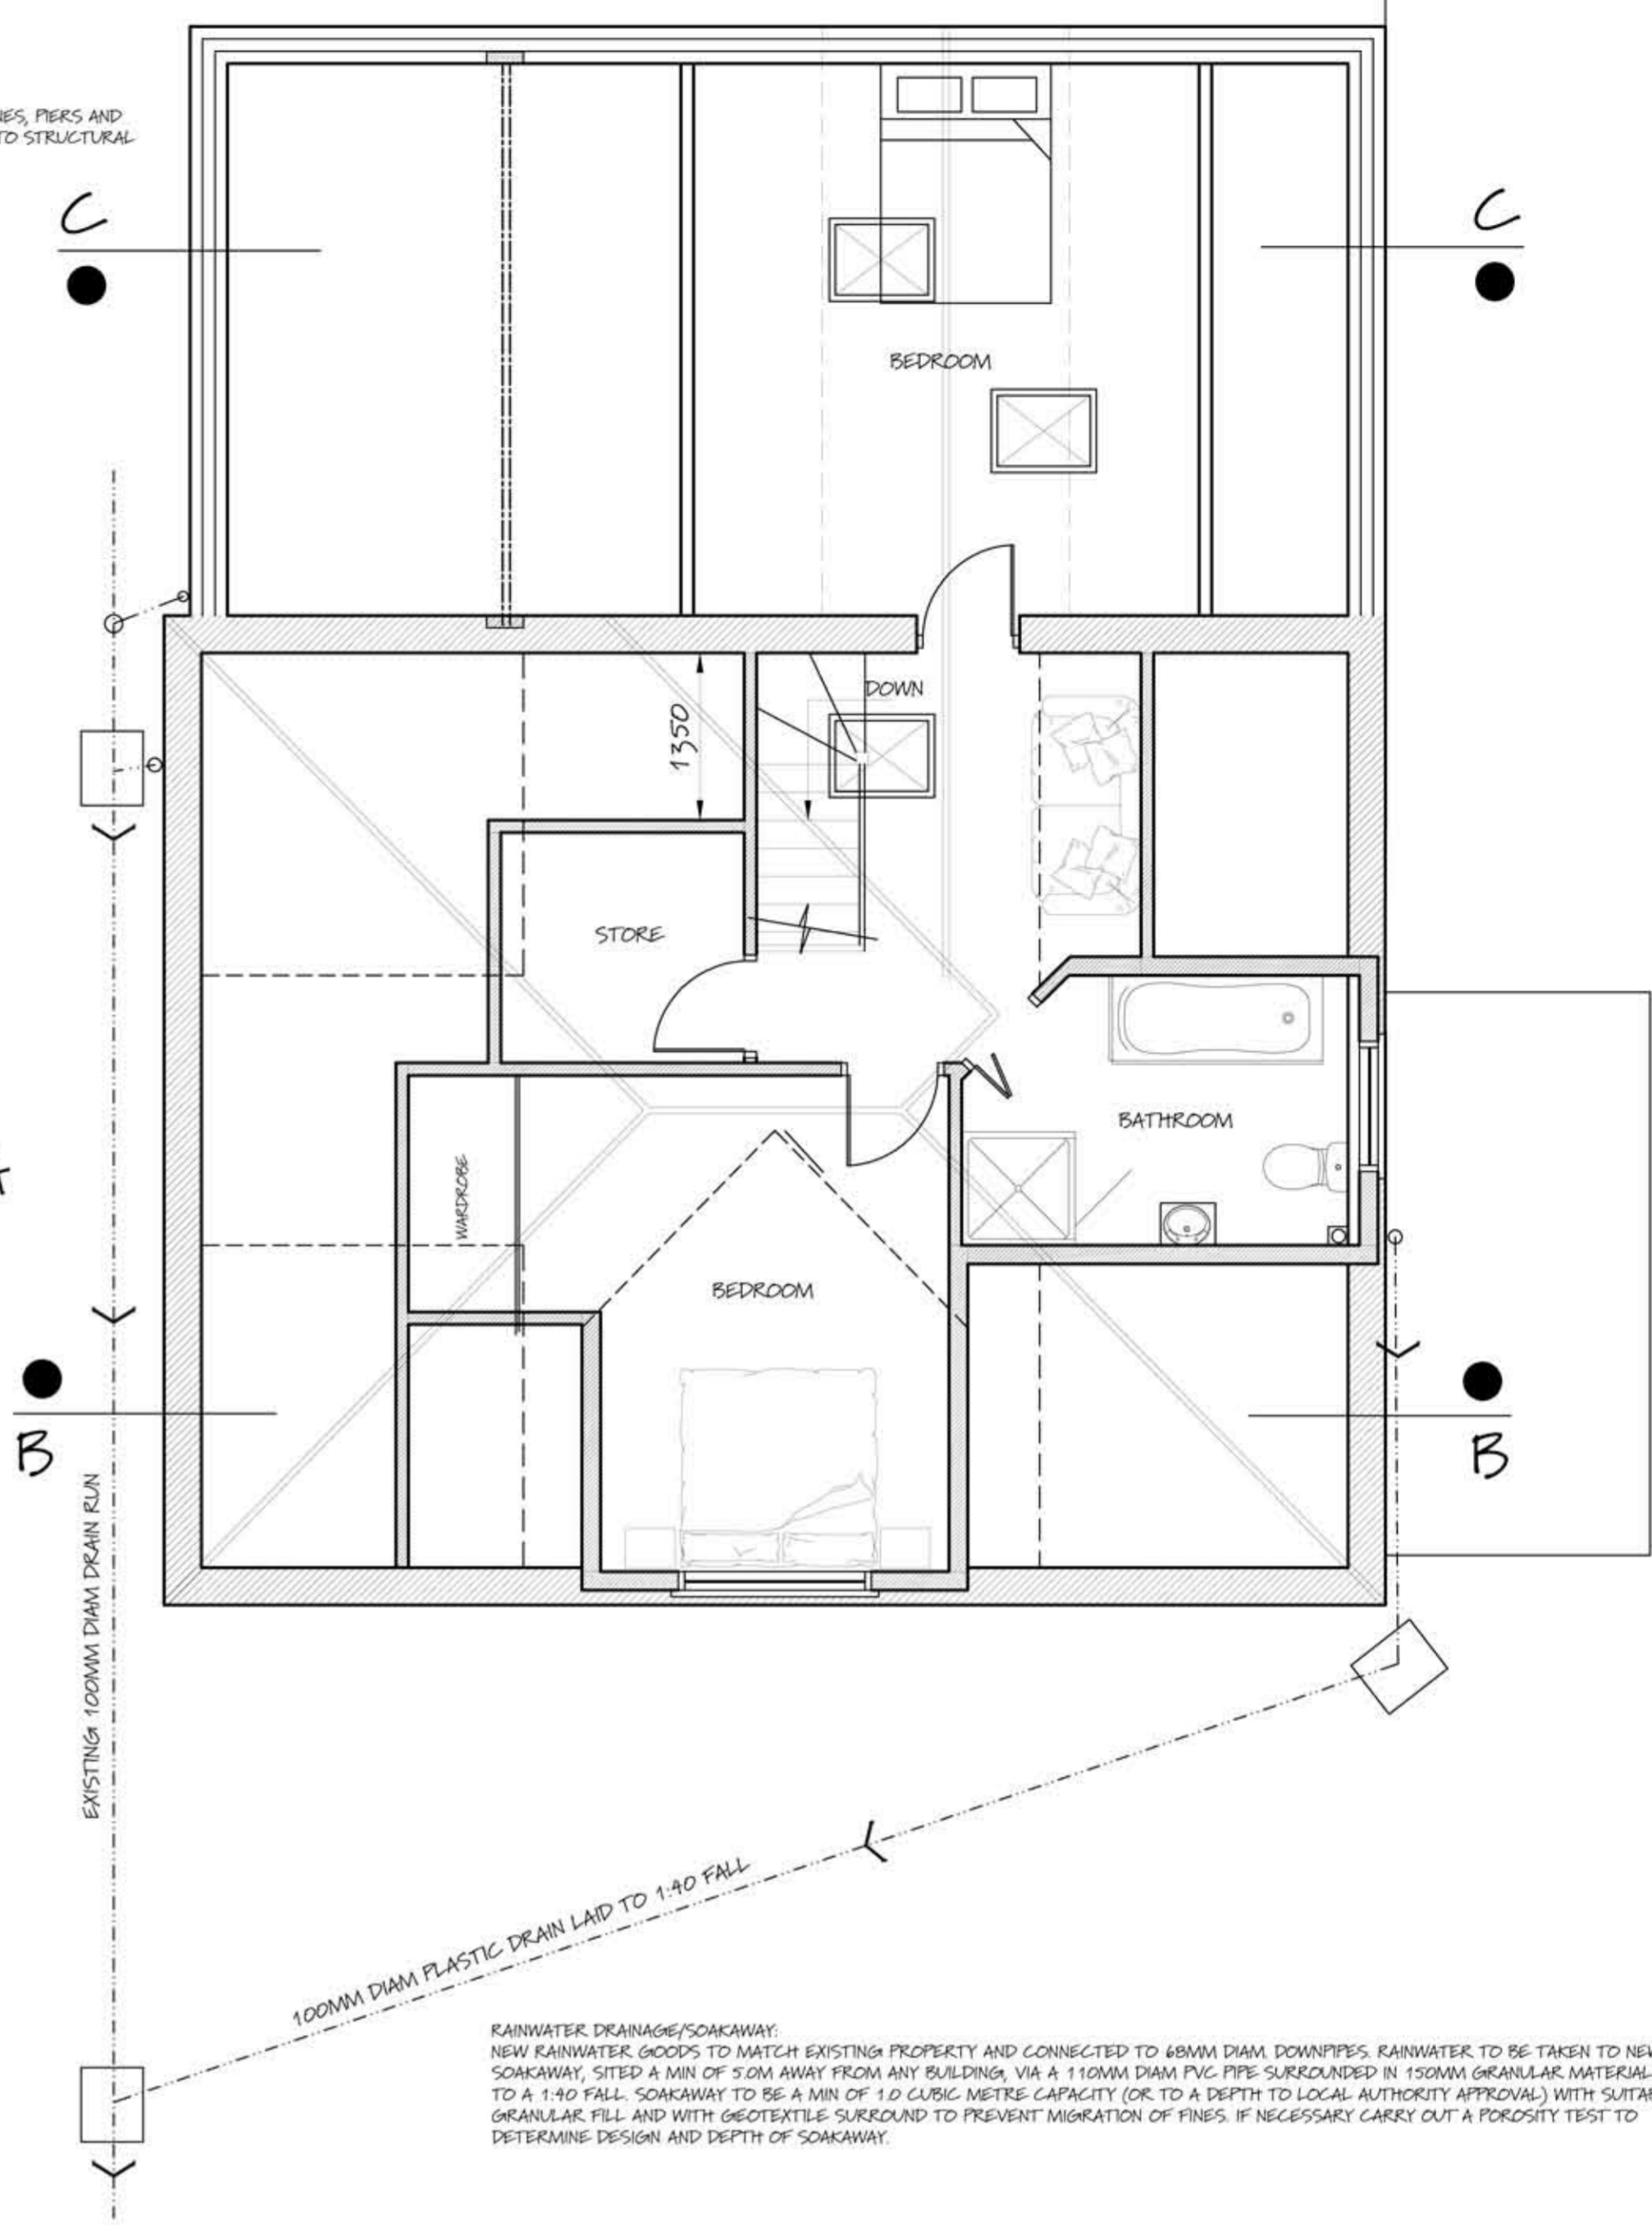 NES, PIERS AND
TO STRUCTURAL
C
C
BEDROOM
DOWN
1350
STORE
BATHROOM
WARDROBE
BEDROOM
B
B
EXISTING 100MM DIAM DRAIN RUN
100MM DIAM PLASTIC DRAIN LAID TO 1:40 FALL
RAINWATER DRAINAGE/SOAKAWAY:
NEW RAINWATER GOODS TO MATCH EXISTING PROPERTY AND CONNECTED TO 68MM DIAM. DOWNPIPES. RAINWATER TO BE TAKEN TO NEW
SOAKAWAY, SITED A MIN OF 5.0M AWAY FROM ANY BUILDING, VIA A 110MM DIAM PVC PIPE SURROUNDED IN 150MM GRANULAR MATERIAL
TO A 1:40 FALL. SOAKAWAY TO BE A MIN OF 1.0 CUBIC METRE CAPACITY (OR TO A DEPTH TO LOCAL AUTHORITY APPROVAL) WITH SUITA
GRANULAR FILL AND WITH GEOTEXTILE SURROUND TO PREVENT MIGRATION OF FINES. IF NECESSARY CARRY OUT A POROSITY TEST TO
DETERMINE DESIGN AND DEPTH OF SOAKAWAY.